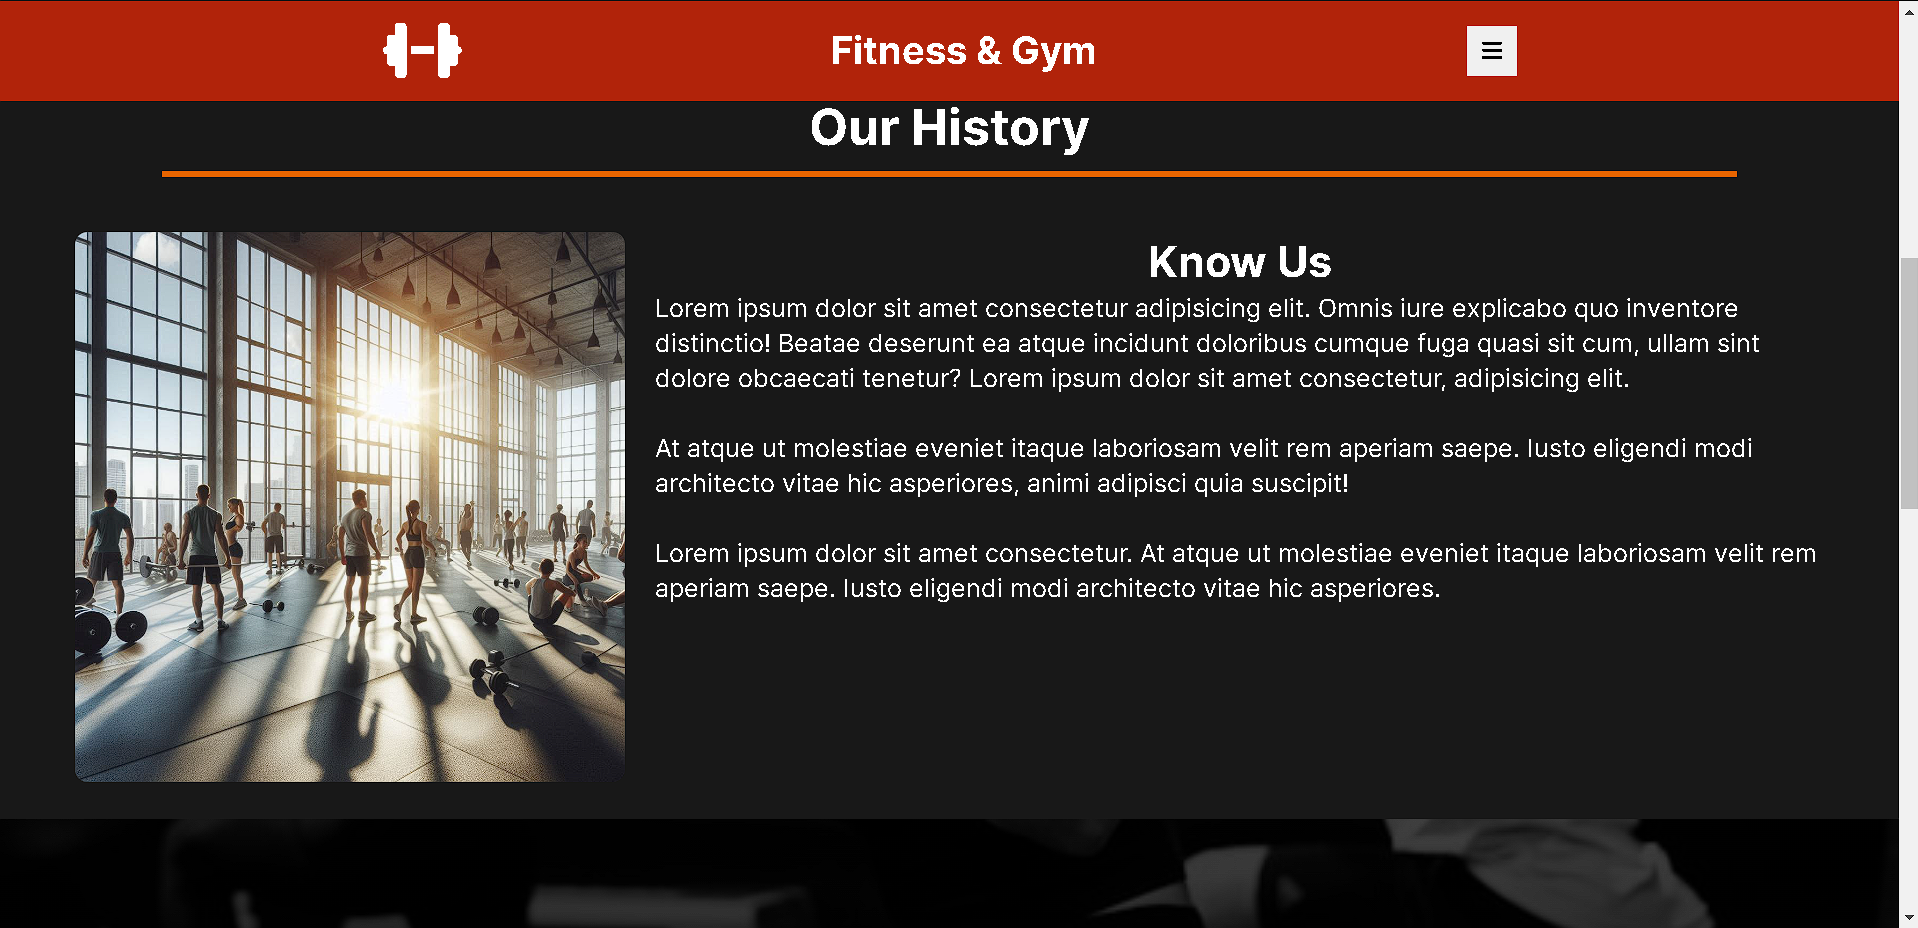 Fitness & Gym
Our History
Know Us
Lorem ipsum dolor sit amet consectetur adipisicing elit. Omnis iure explicabo quo inventore
distinctio! Beatae deserunt ea atque incidunt doloribus cumque fuga quasi sit cum, ullam sint
dolore obcaecati tenetur? Lorem ipsum dolor sit amet consectetur, adipisicing elit.
At atque ut molestiae eveniet itaque laboriosam velit rem aperiam saepe. Iusto eligendi modi
architecto vitae hic asperiores, animi adipisci quia suscipit!
Lorem ipsum dolor sit amet consectetur. At atque ut molestiae eveniet itaque laboriosam velit rem
aperiam saepe. Iusto eligendi modi architecto vitae hic asperiores.